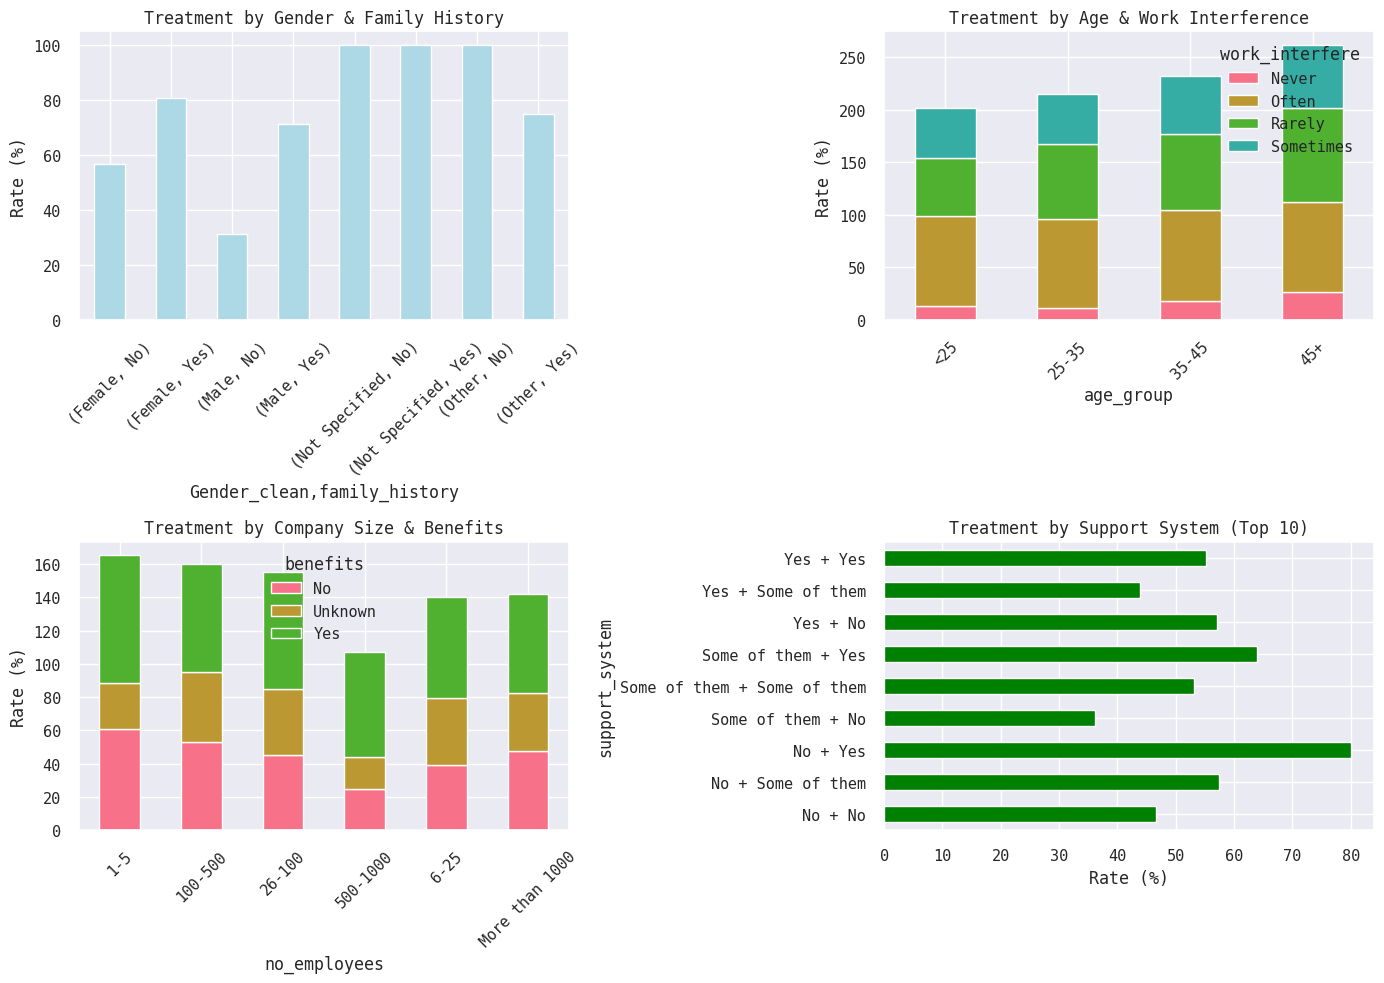 Treatment by Gender & Family History
Rate (%)
100
80
60
40
20
0
(Female, No)
(Female, Yes)
(Male, No)
(Male, Yes)
(Not Specified, No)
(Not Specified, Yes)
(Other, No)
(Other, Yes)
Gender_clean,family_history
Treatment by Age & Work Interference
Rate (%)
250
200
150
100
50
0
work_interfere
Never
Often
Rarely
Sometimes
<25
25-35
35-45
45+
age_group
Treatment by Company Size & Benefits
Rate (%)
160
140
120
100
80
60
40
20
0
benefits
No
Unknown
Yes
1-5
100-500
26-100
500-1000
6-25
More than 1000
no_employees
Treatment by Support System (Top 10)
support_system
Yes + Yes
Yes + Some of them
Yes + No
Some of them + Yes
Some of them + Some of them
Some of them + No
No + Yes
No + Some of them
No + No
0 10 20 30 40 50 60 70 80
Rate (%)